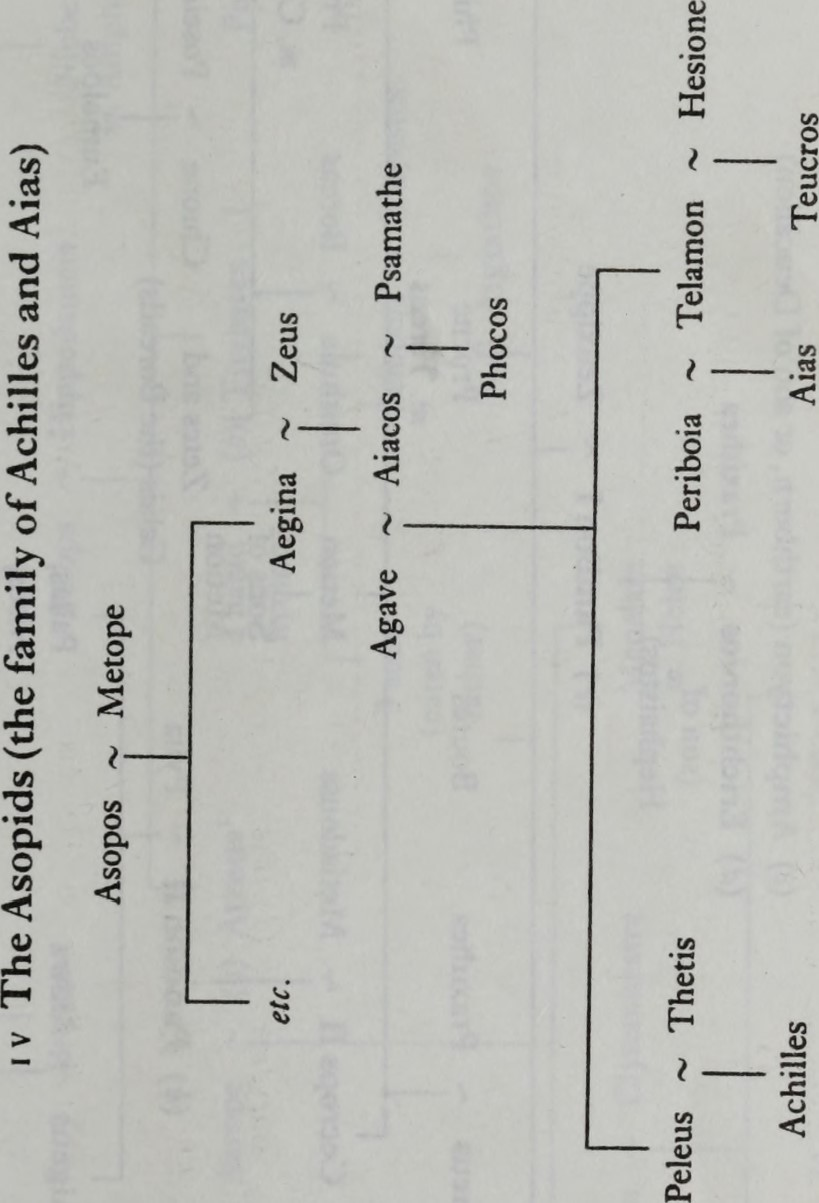 IV The Asopids (the family of Achilles and Aias)
Asopos ~ Metope
etc. Aegina ~ Zeus
Agave ~ Aiacos ~ Psamathe
Phocos
Peleus ~ Thetis Periboia ~ Telamon ~ Hesione
Achilles Aias Teucros